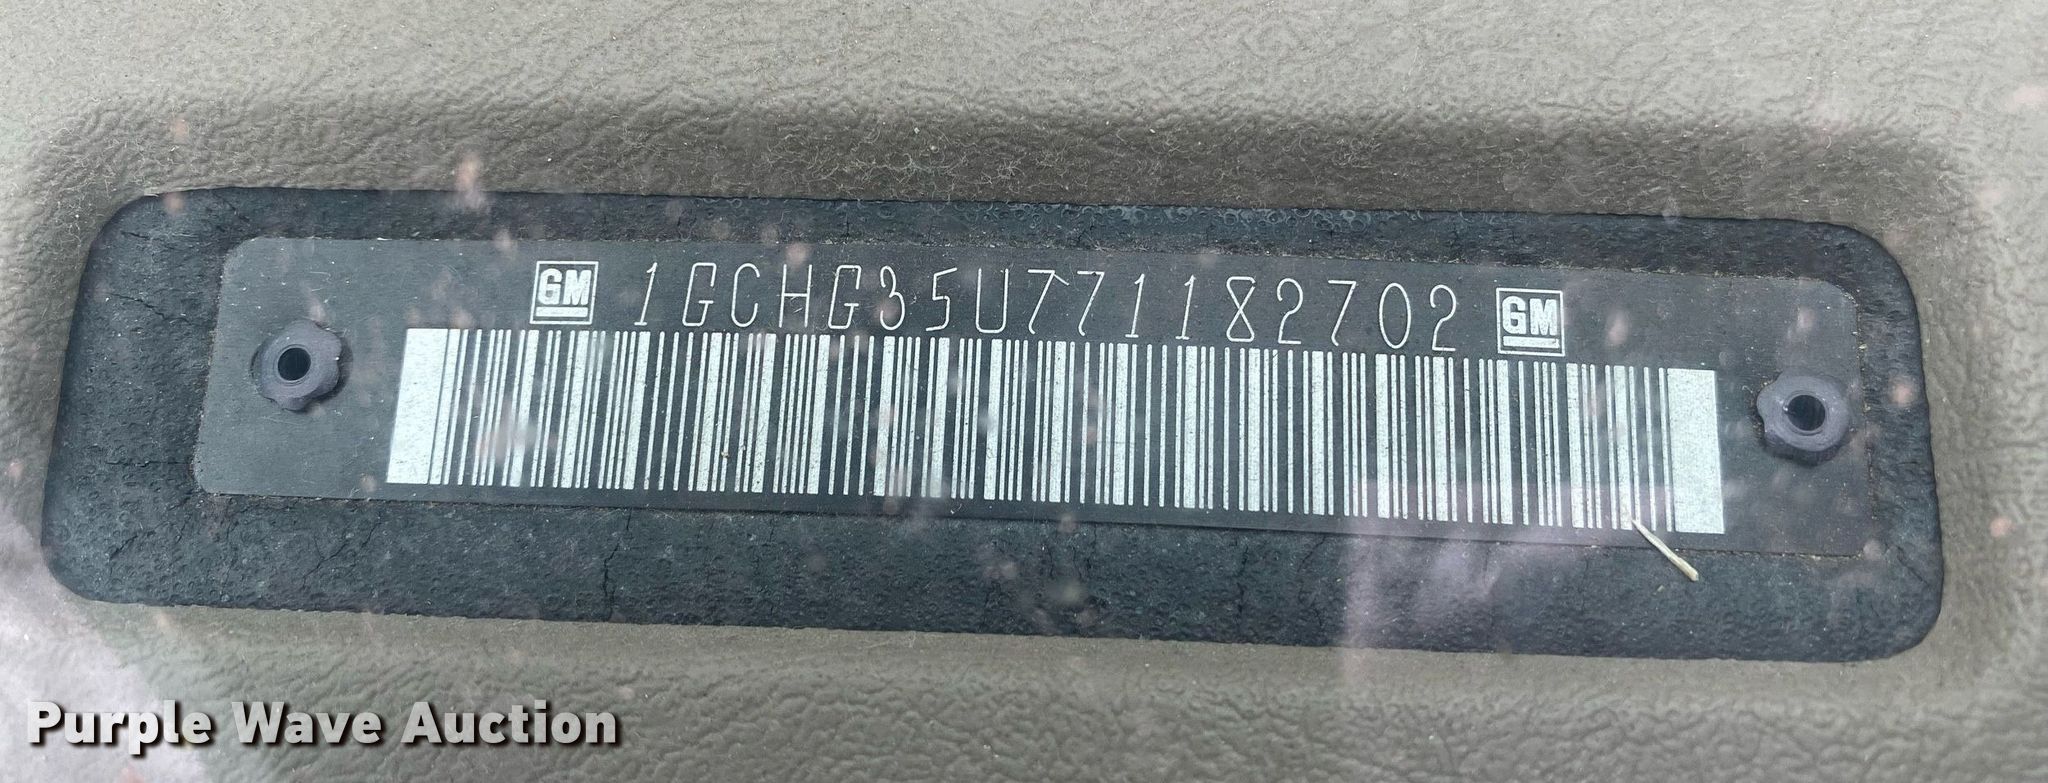 GM 1GCHG35U771182702 GM
Purple Wave Auction